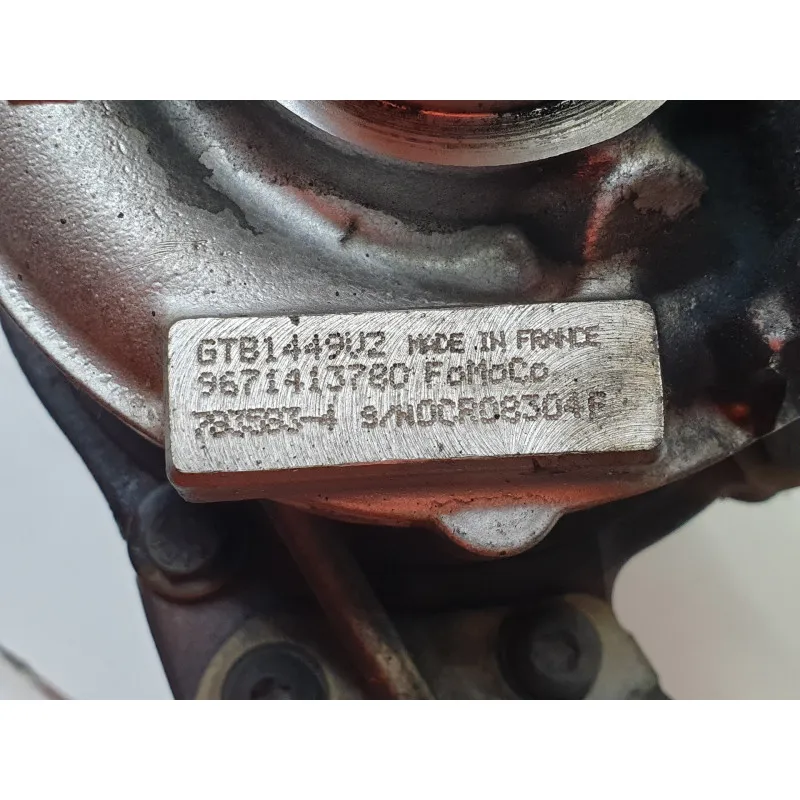 GTB1449VZ MADE IN FRANCE
9671413780 FoMoCo
783583-4 S/N0CR08304F